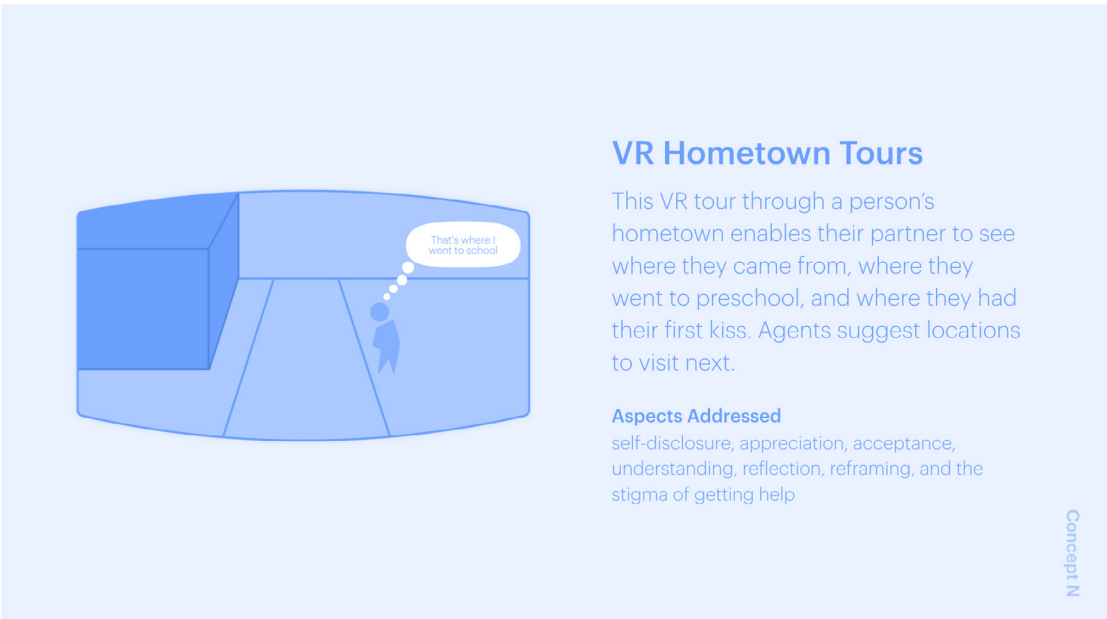 That's where I
went to school
VR Hometown Tours
This VR tour through a person's
hometown enables their partner to see
where they came from, where they
went to preschool, and where they had
their first kiss. Agents suggest locations
to visit next.
Aspects Addressed
self-disclosure, appreciation, acceptance,
understanding, reflection, reframing, and the
stigma of getting help
Concept N